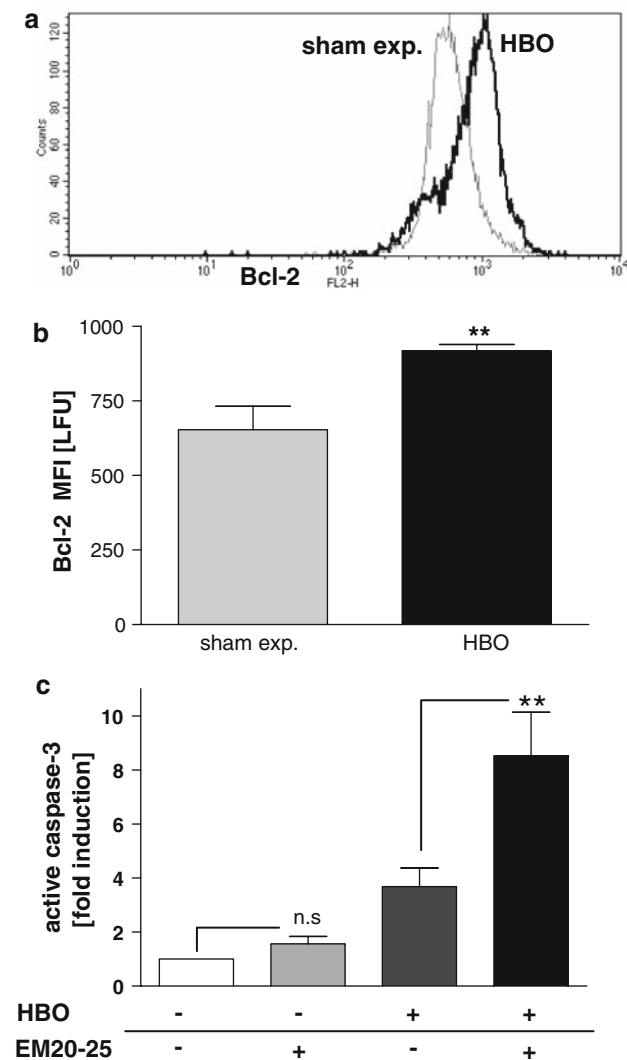 a
sham exp.
HBO
Counts
120
100
80
60
40
20
0
10^0
10^1
10^2
10^3
10^4
Bcl-2
FL2-H
b
Bcl-2 MFI [LFU]
1000
750
500
250
0
**
sham exp.
HBO
c
active caspase-3
[fold induction]
10
8
6
4
2
0
n.s
**
HBO - - + +
EM20-25 - + - +